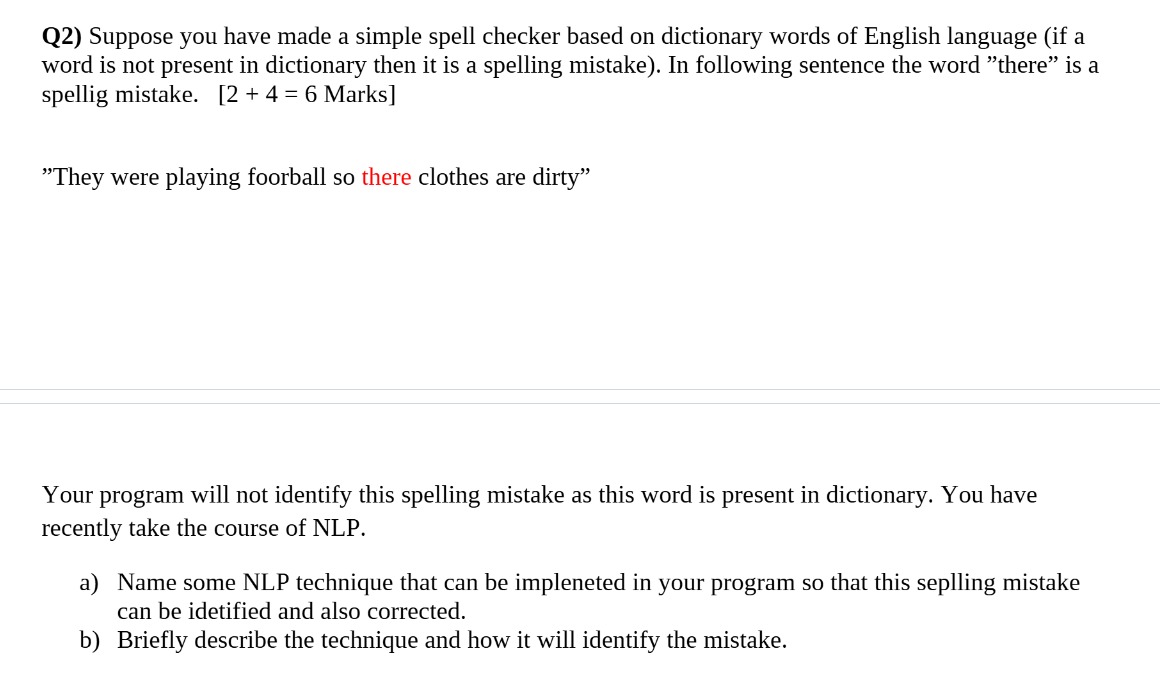 Q2) Suppose you have made a simple spell checker based on dictionary words of English language (if a
word is not present in dictionary then it is a spelling mistake). In following sentence the word ”there” is a
spellig mistake. [2 + 4 = 6 Marks]
”They were playing foorball so there clothes are dirty”
Your program will not identify this spelling mistake as this word is present in dictionary. You have
recently take the course of NLP.
a) Name some NLP technique that can be impleneted in your program so that this seplling mistake
can be idetified and also corrected.
b) Briefly describe the technique and how it will identify the mistake.